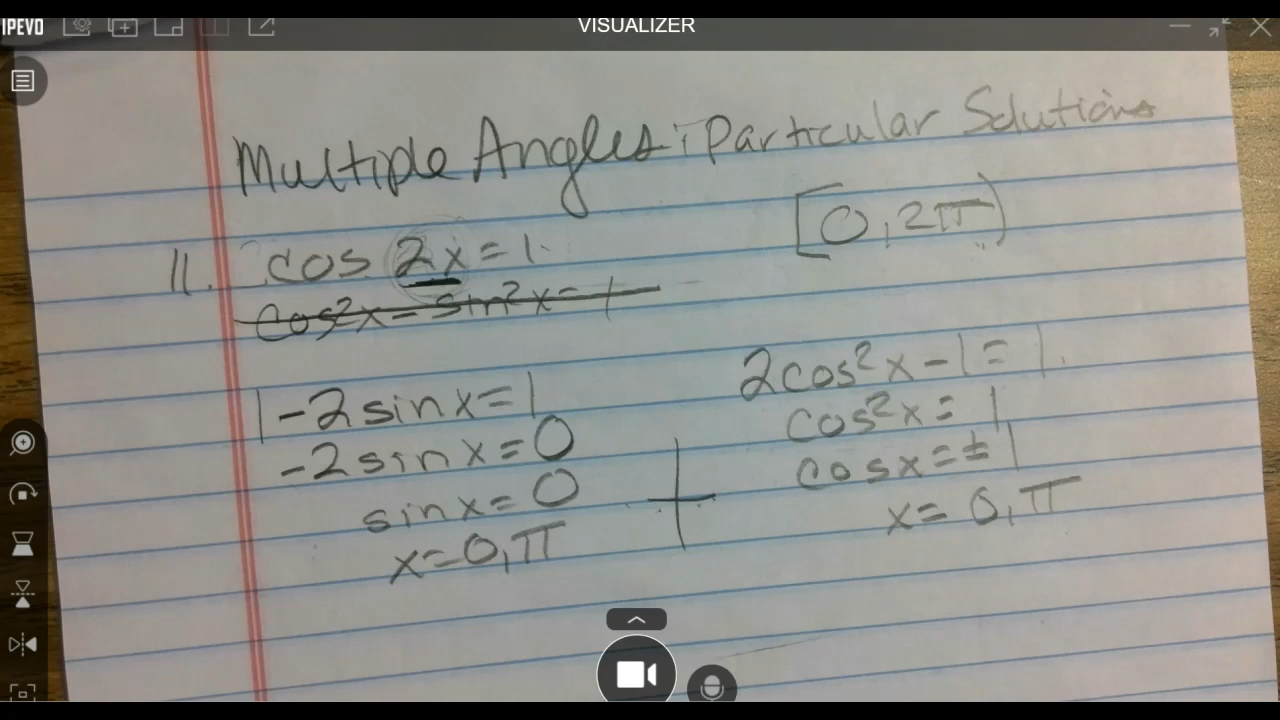 IPEVO
VISUALIZER
Multiple Angles: Particular Solutions
[0, 2π)
11. cos 2x = 1
cos²x - sin²x = 1
1 - 2 sin x = 1
-2 sin x = 0
sin x = 0
x = 0, π
2cos²x - 1 = 1
cos²x = 1
cos x = ± 1
x = 0, π